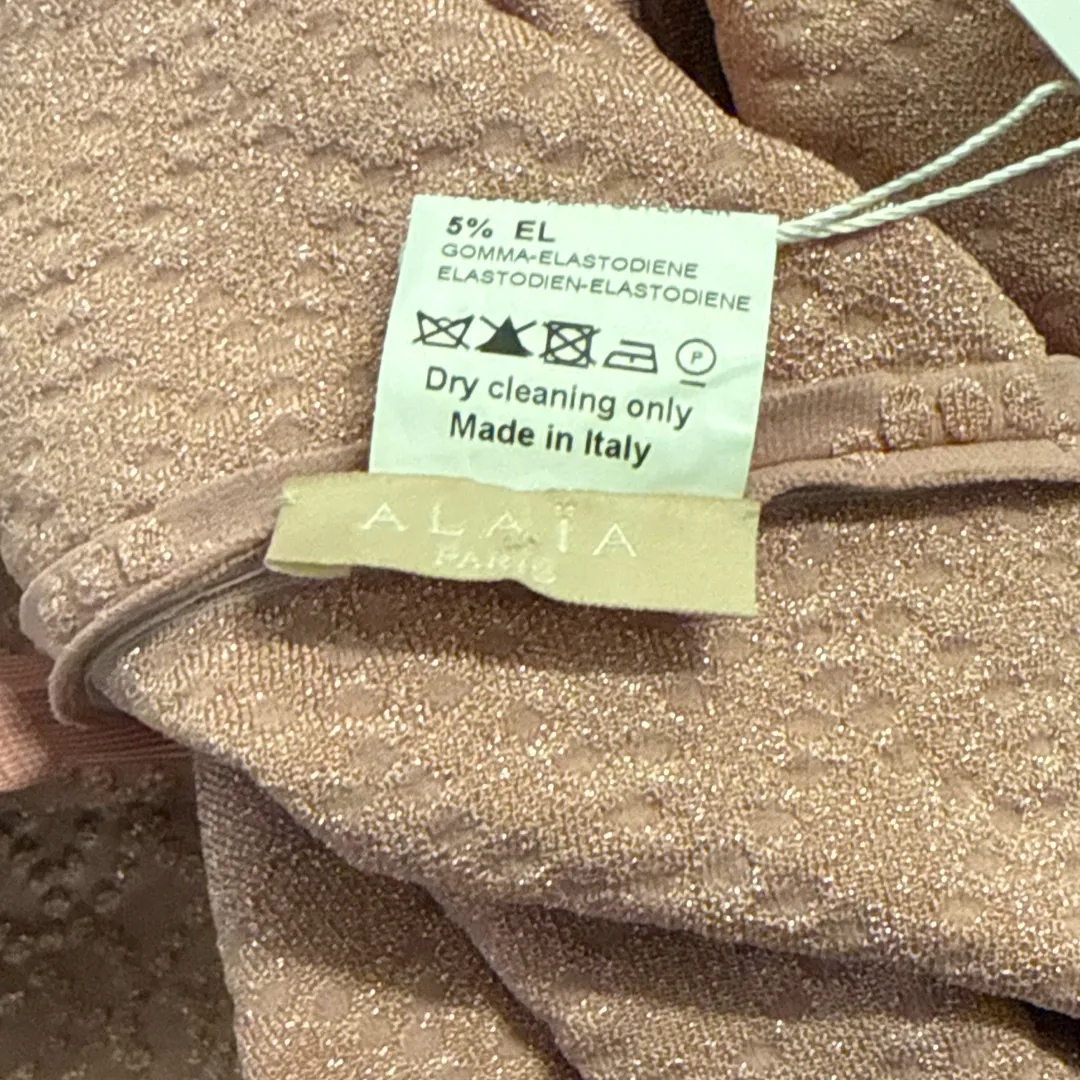 5% EL
GOMMA-ELASTODIENE
ELASTODIEN-ELASTODIENE
P
Dry cleaning only
Made in Italy
ALAÏA
PARIS